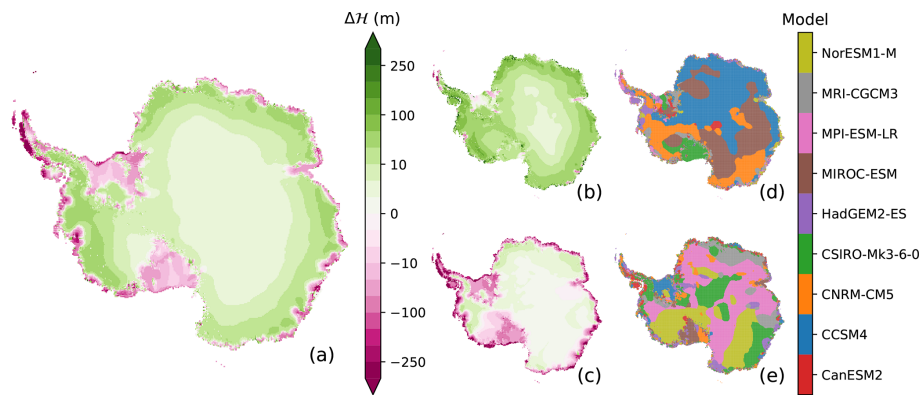 Δℋ (m)
250
100
10
0
−10
−100
−250
(a)
(b)
(c)
(d)
(e)
Model
NorESM1-M
MRI-CGCM3
MPI-ESM-LR
MIROC-ESM
HadGEM2-ES
CSIRO-Mk3-6-0
CNRM-CM5
CCSM4
CanESM2